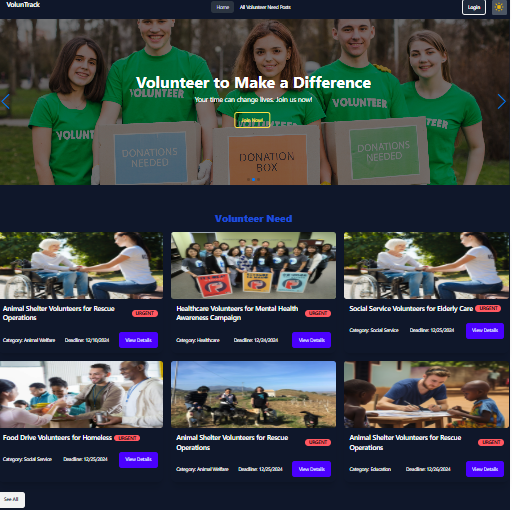 VolunTrack
Home
All Volunteer Need Posts
Login
Volunteer to Make a Difference
Your time can change lives. Join us now!
Join Now!
VOLUNTEER
VOLUNT
VOLUNTEER
VOLUNTEER
DONATIONS
NEEDED
DONATION
BOX
DONATIONS
NEEDED
Volunteer Need
Animal Shelter Volunteers for Rescue
Operations
URGENT
Category: Animal Welfare
Deadline: 12/10/2024
View Details
Healthcare Volunteers for Mental Health
Awareness Campaign
URGENT
Category: Healthcare
Deadline: 12/24/2024
View Details
Social Service Volunteers for Elderly Care
URGENT
Category: Social Service
Deadline: 12/25/2024
View Details
Food Drive Volunteers for Homeless
URGENT
Category: Social Service
Deadline: 12/25/2024
View Details
Animal Shelter Volunteers for Rescue
Operations
URGENT
Category: Animal Welfare
Deadline: 12/25/2024
View Details
Animal Shelter Volunteers for Rescue
Operations
URGENT
Category: Education
Deadline: 12/26/2024
View Details
See All